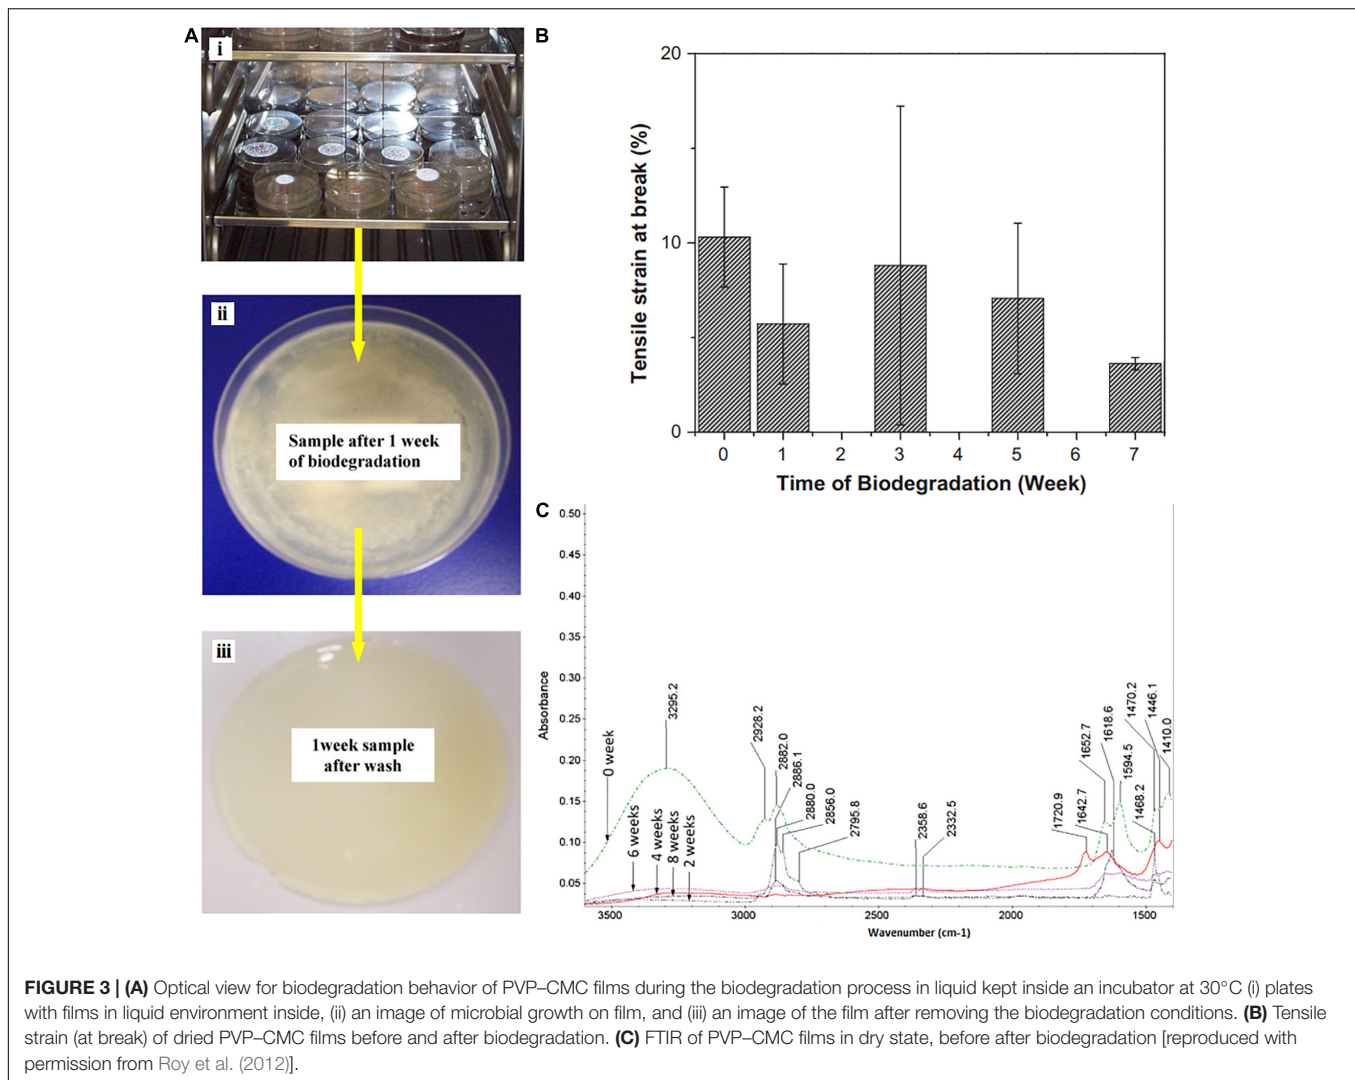 A
i
ii
Sample after 1 week
of biodegradation
iii
1week sample
after wash
B
Tensile strain at break (%)
20
10
0
0 1 2 3 4 5 6 7
Time of Biodegradation (Week)
C
Absorbance
0.50
0.45
0.40
0.35
0.30
0.25
0.20
0.15
0.10
0.05
0 week
3295.2
6 weeks
4 weeks
8 weeks
2 weeks
2928.2
2882.0
2886.1
2880.0
2856.0
2795.8
2358.6
2332.5
1720.9
1642.7
1652.7
1618.6
1594.5
1470.2
1468.2
1446.1
1410.0
3500 3000 2500 2000 1500 1400
Wavenumber (cm-1)
FIGURE 3 | (A) Optical view for biodegradation behavior of PVP–CMC films during the biodegradation process in liquid kept inside an incubator at 30°C (i) plates
with films in liquid environment inside, (ii) an image of microbial growth on film, and (iii) an image of the film after removing the biodegradation conditions. (B) Tensile
strain (at break) of dried PVP–CMC films before and after biodegradation. (C) FTIR of PVP–CMC films in dry state, before after biodegradation [reproduced with
permission from Roy et al. (2012)].